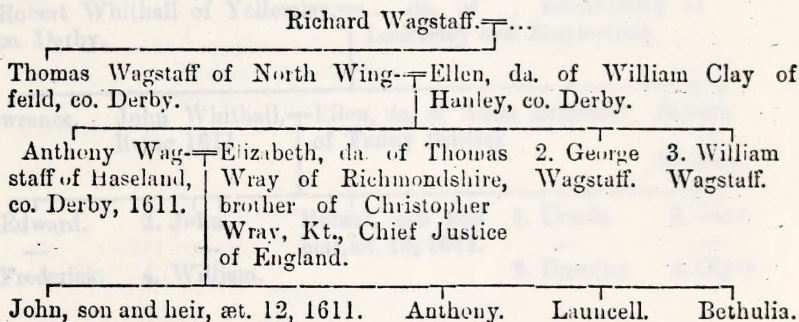 Richard Wagstaff.=...
Thomas Wagstaff of North Wing-=Ellen, da. of William Clay of
feild, co. Derby. Hanley, co. Derby.
Anthony Wag-=Elizabeth, da. of Thomas 2. George 3. William
staff of Haseland, Wray of Richmondshire, Wagstaff. Wagstaff.
co. Derby, 1611. brother of Christopher
Wray, Kt., Chief Justice
of England.
John, son and heir, æt. 12, 1611. Anthony. Launcell. Bethulia.